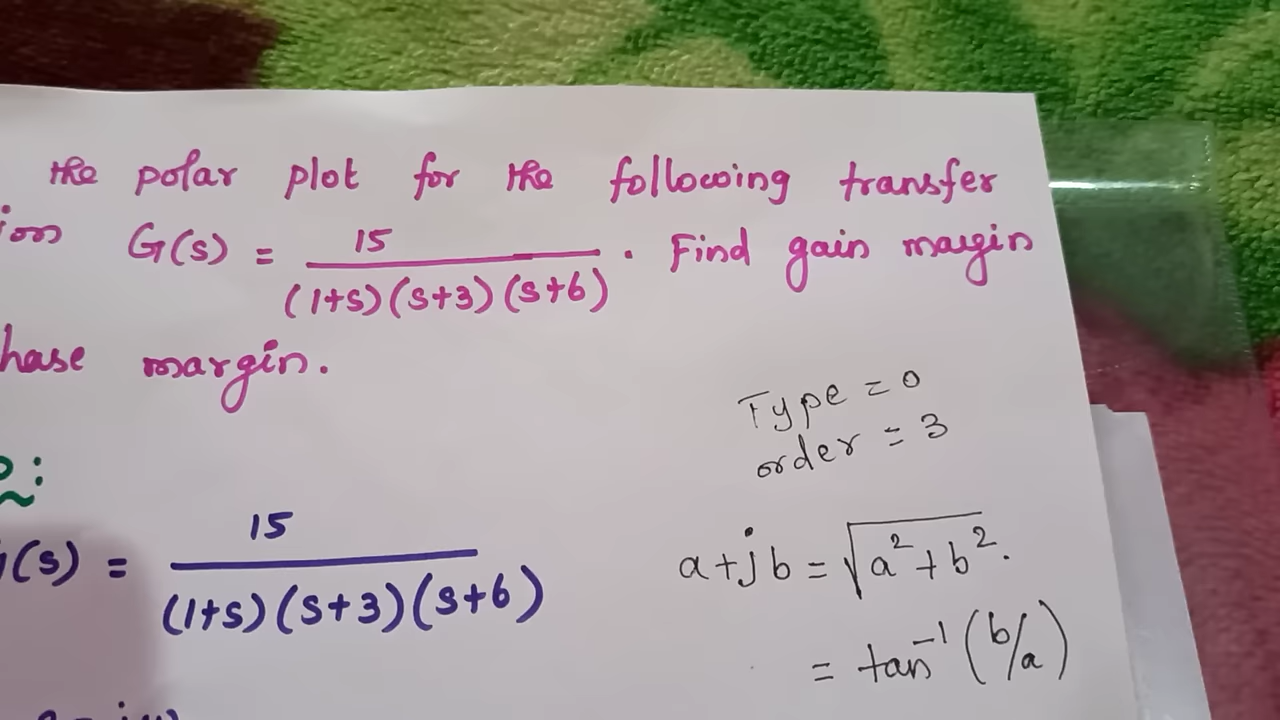 the polar plot for the following transfer
G(s) = 15 / (1+s)(s+3)(s+6) . Find gain margin
hase margin.
Type = 0
order = 3
(s) = 15 / (1+s)(s+3)(s+6)
a+jb = √a²+b².
= tan⁻¹(b/a)